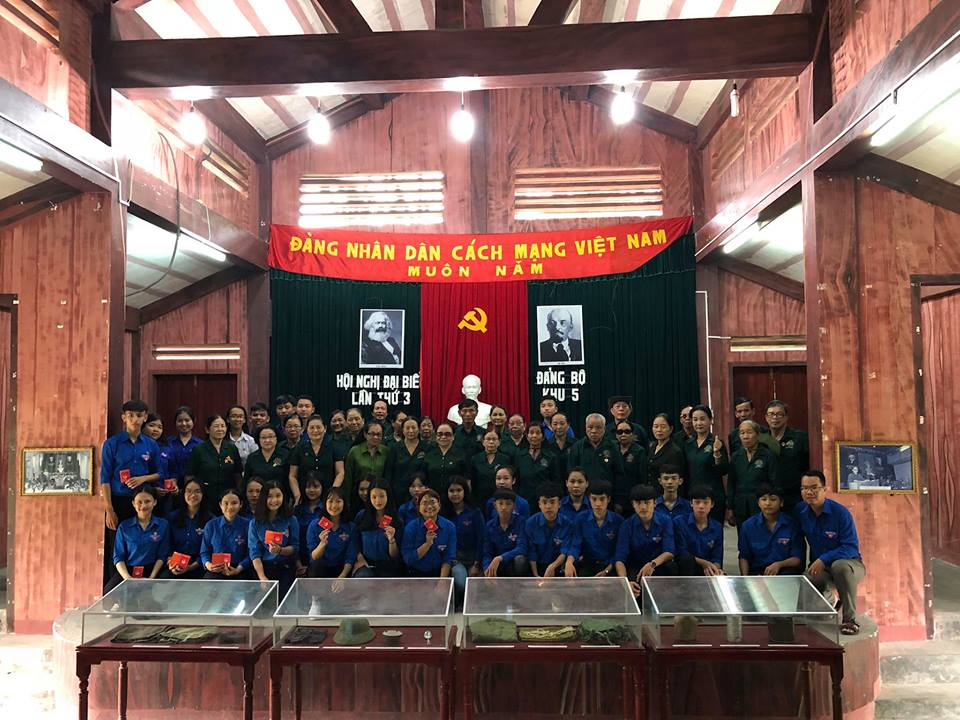 ĐẢNG NHÂN DÂN CÁCH MẠNG VIỆT NAM
MUÔN NĂM
HỘI NGHỊ ĐẠI BIỂ
LẦN THỨ 3
ĐẢNG BỘ
KHU 5